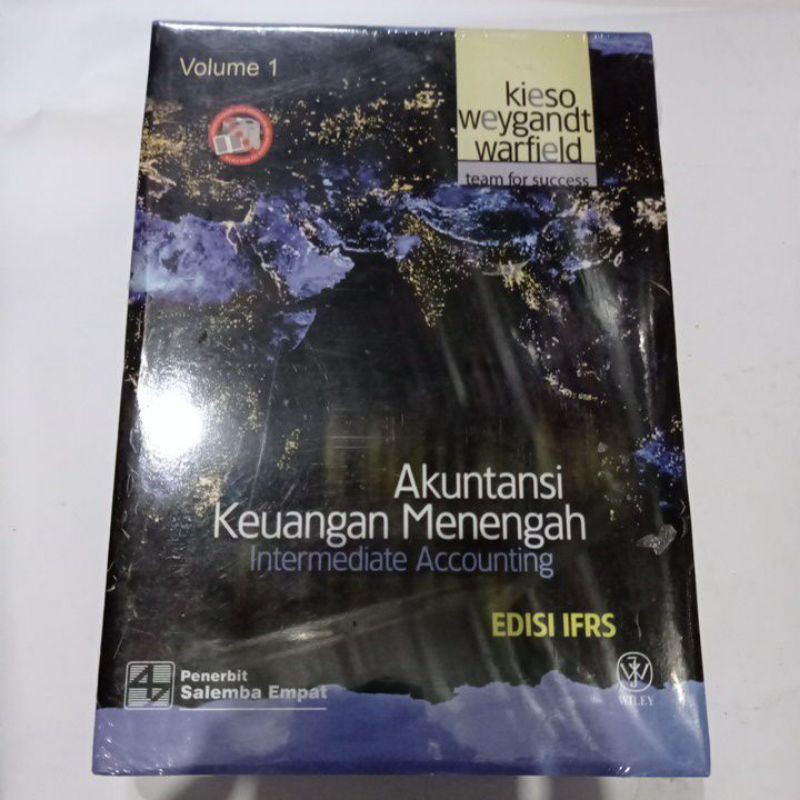 Volume 1
kieso
weygandt
warfield
team for success
Akuntansi
Keuangan Menengah
Intermediate Accounting
EDISI IFRS
Penerbit
Salemba Empat
WILEY